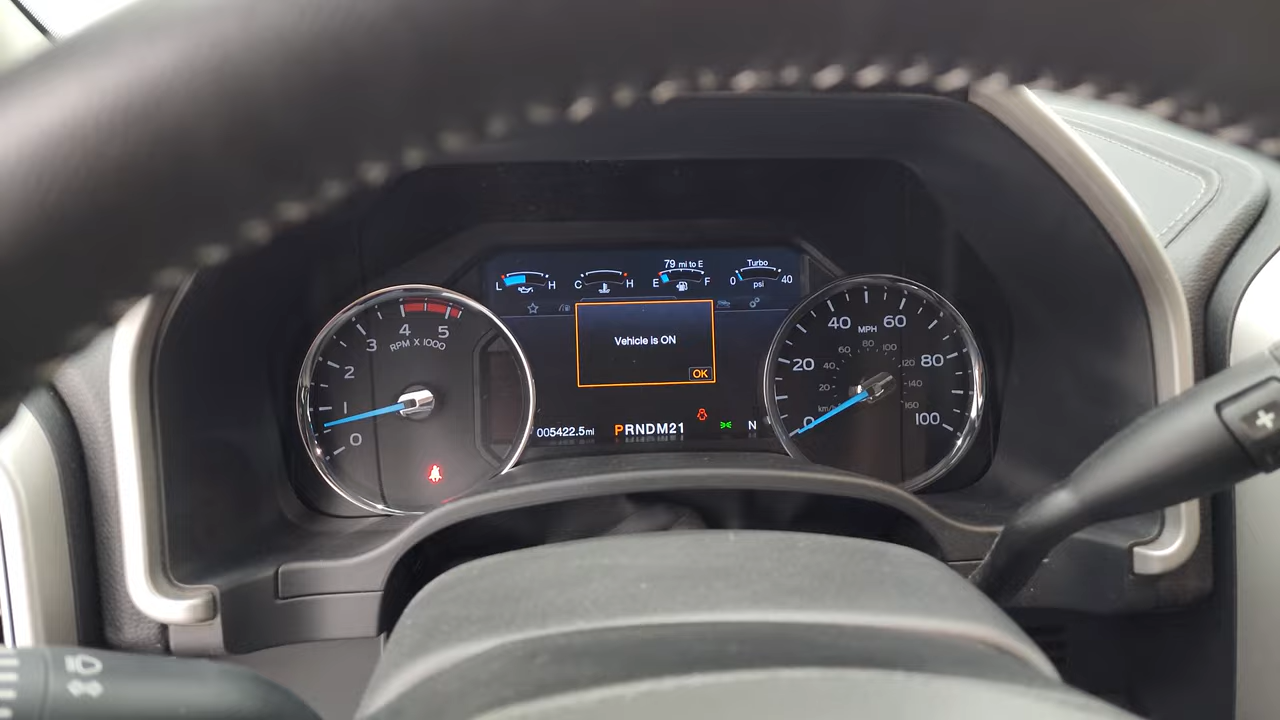 79 mi to E
Turbo
L H
C H
E F
0 40
psi
Vehicle is ON
OK
005422.5mi
PRNDM21
N
0 1 2 3 4 5
RPM X 1000
0 20 40 60 80 100
MPH
20 40 60 80 100 120 140 160
km/h
+